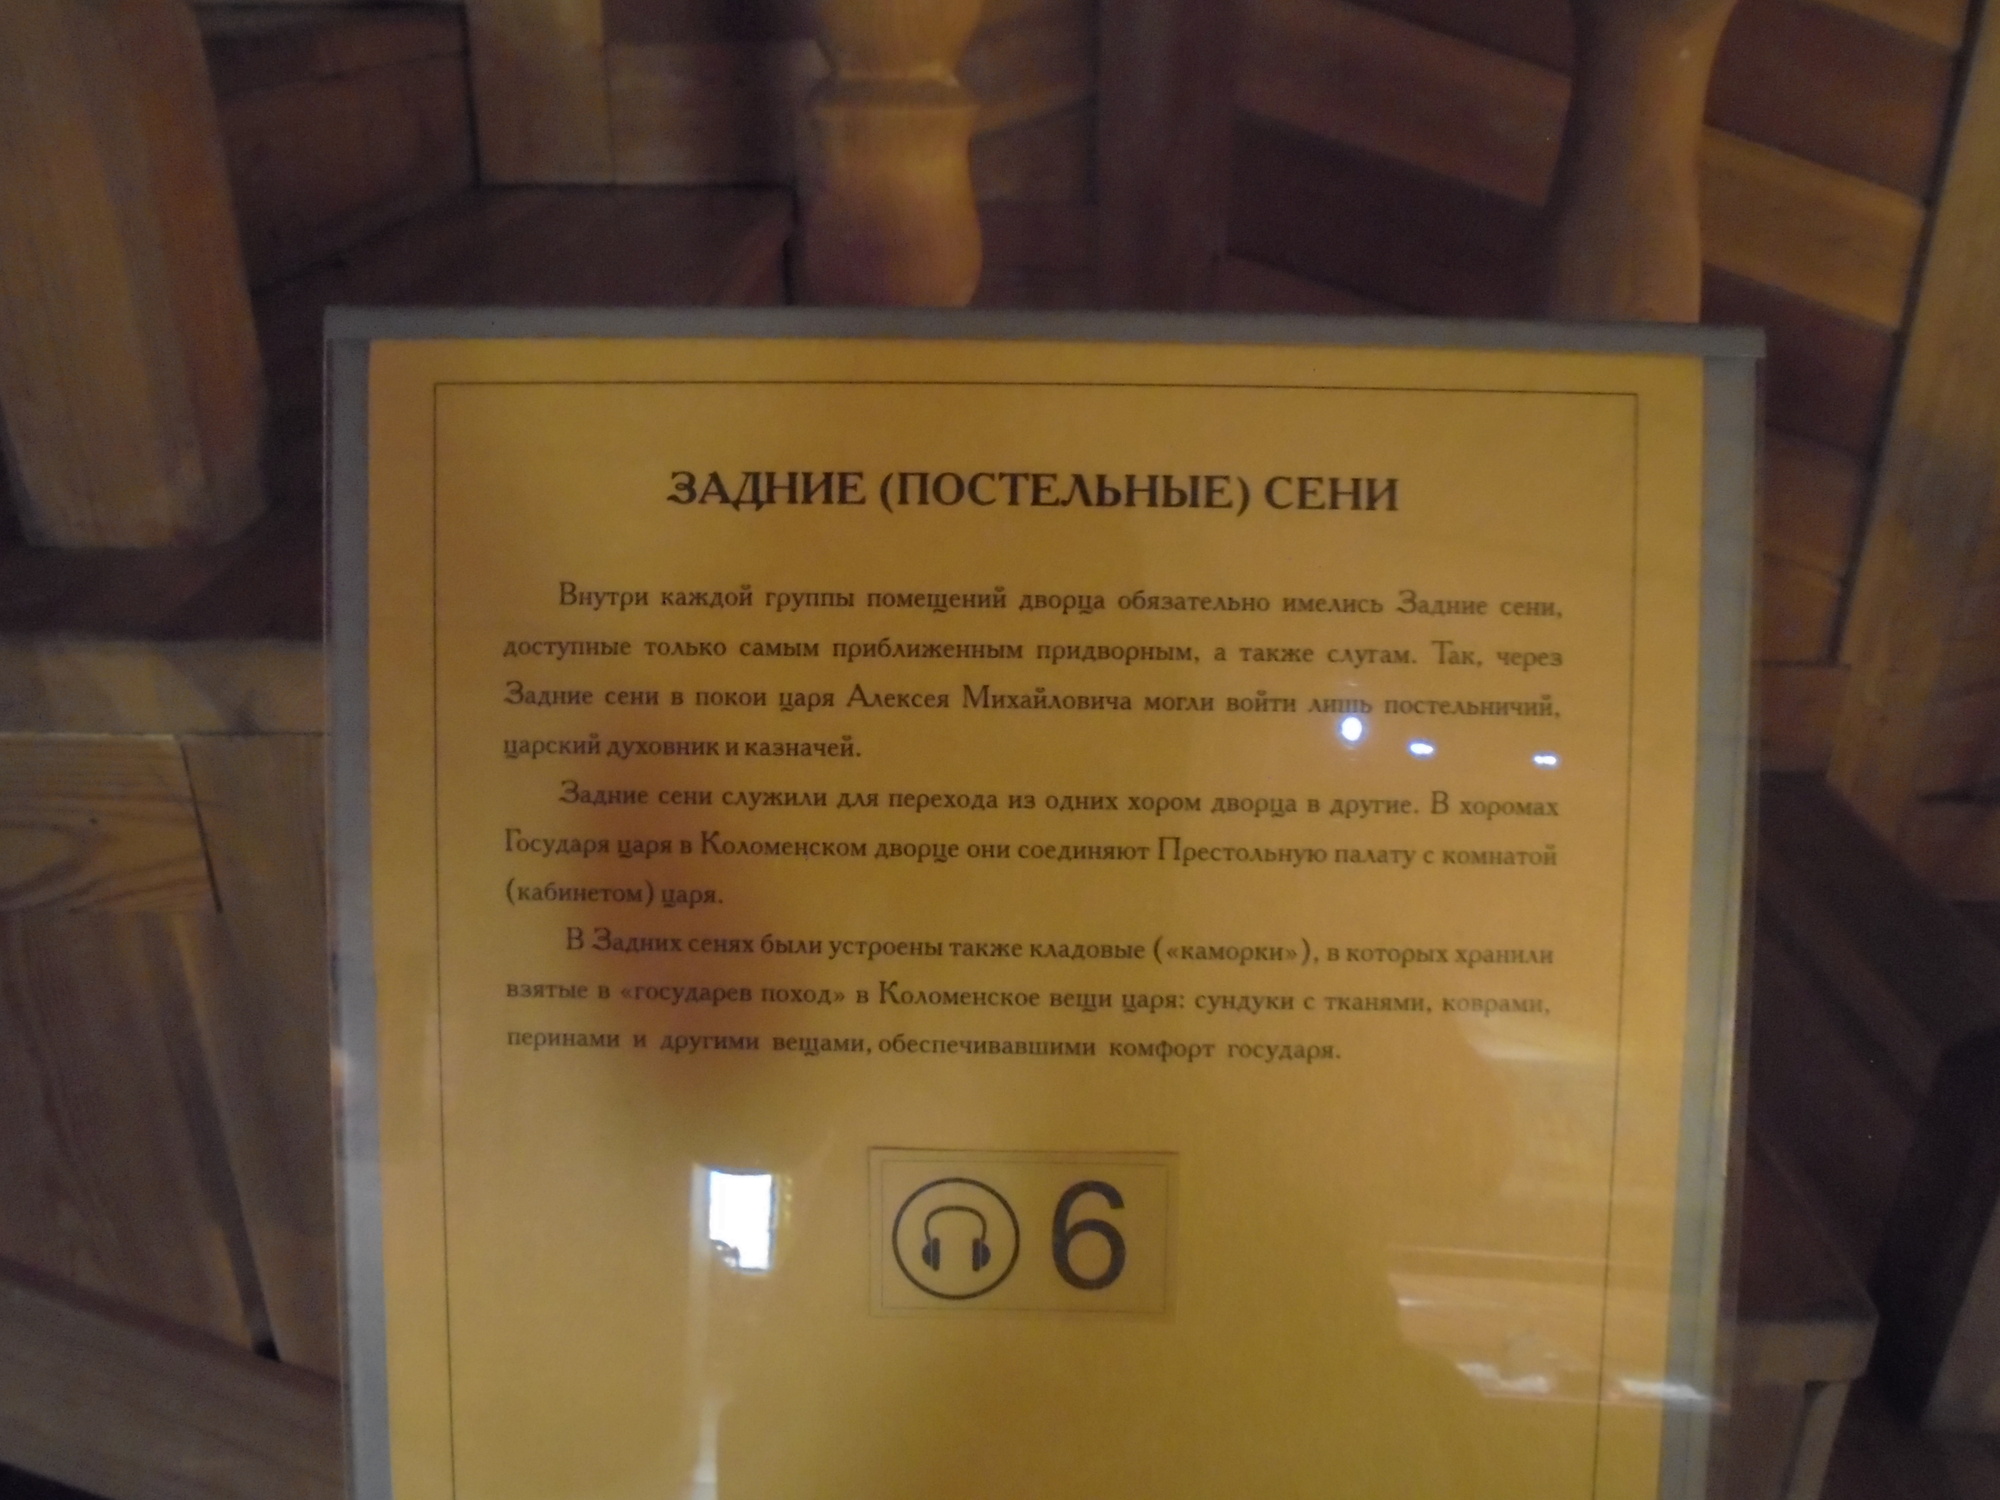 ЗАДНИЕ (ПОСТЕЛЬНЫЕ) СЕНИ
Внутри каждой группы помещений дворца обязательно имелись Задние сени,
доступные только самым приближенным придворным, а также слугам. Так, через
Задние сени в покои царя Алексея Михайловича могли войти лишь постельничий,
царский духовник и казначей.
Задние сени служили для перехода из одних хором дворца в другие. В хоромах
Государя царя в Коломенском дворце они соединяют Престольную палату с комнатой
(кабинетом) царя.
В Задних сенях были устроены также кладовые («каморки»), в которых хранили
взятые в «государев поход» в Коломенское вещи царя: сундуки с тканями, коврами,
перинами и другими вещами, обеспечивавшими комфорт государя.
6